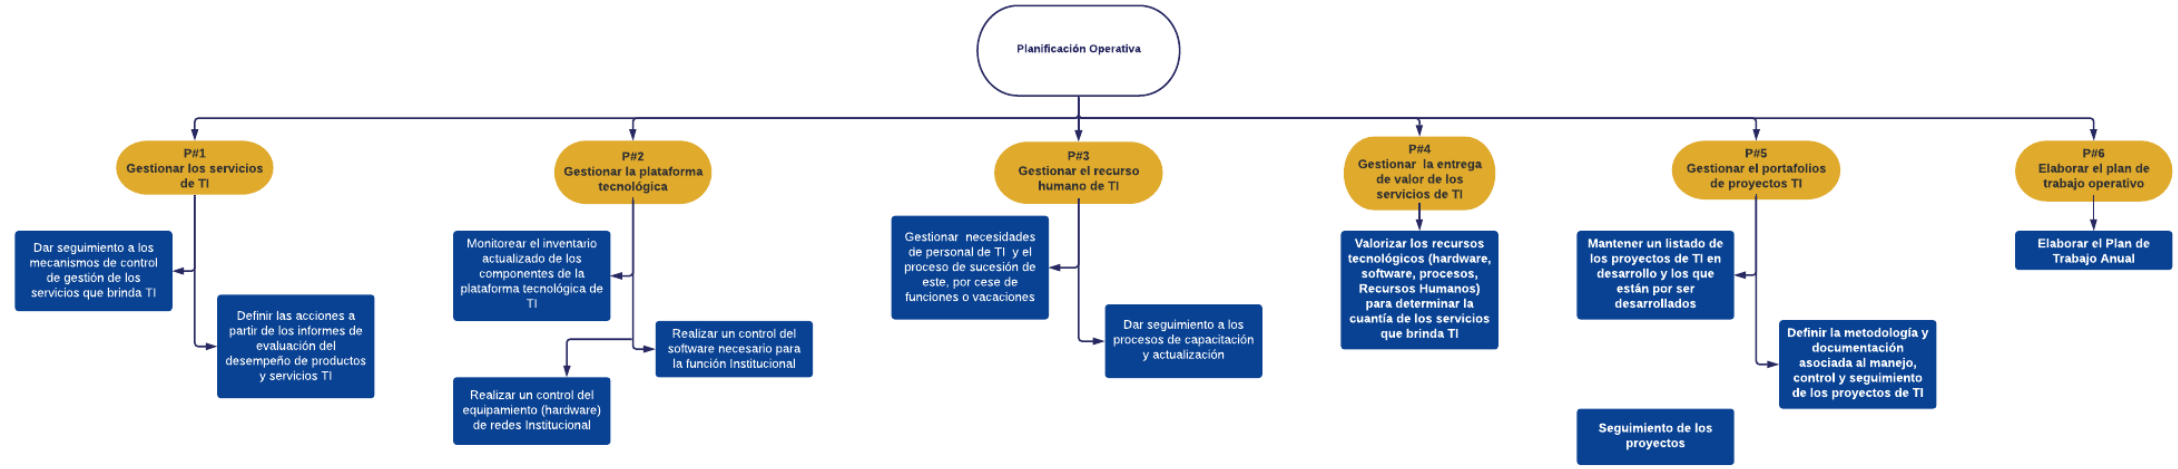 Planificación Operativa
P#1
Gestionar los servicios
de TI
P#2
Gestionar la plataforma
tecnológica
P#3
Gestionar el recurso
humano de TI
P#4
Gestionar la entrega
de valor de los
servicios de TI
P#5
Gestionar el portafolios
de proyectos TI
P#6
Elaborar el plan de
trabajo operativo
Dar seguimiento a los
mecanismos de control
de gestión de los
servicios que brinda TI
Definir las acciones a
partir de los informes de
evaluación del
desempeño de productos
y servicios TI
Monitorear el inventario
actualizado de los
componentes de la
plataforma tecnológica de
TI
Realizar un control del
software necesario para
la función Institucional
Realizar un control del
equipamiento (hardware)
de redes Institucional
Gestionar necesidades
de personal de TI y el
proceso de sucesión de
este, por cese de
funciones o vacaciones
Dar seguimiento a los
procesos de capacitación
y actualización
Valorizar los recursos
tecnológicos (hardware,
software, procesos,
Recursos Humanos)
para determinar la
cuantía de los servicios
que brinda TI
Mantener un listado de
los proyectos de TI en
desarrollo y los que
están por ser
desarrollados
Definir la metodología y
documentación
asociada al manejo,
control y seguimiento
de los proyectos de TI
Seguimiento de los
proyectos
Elaborar el Plan de
Trabajo Anual